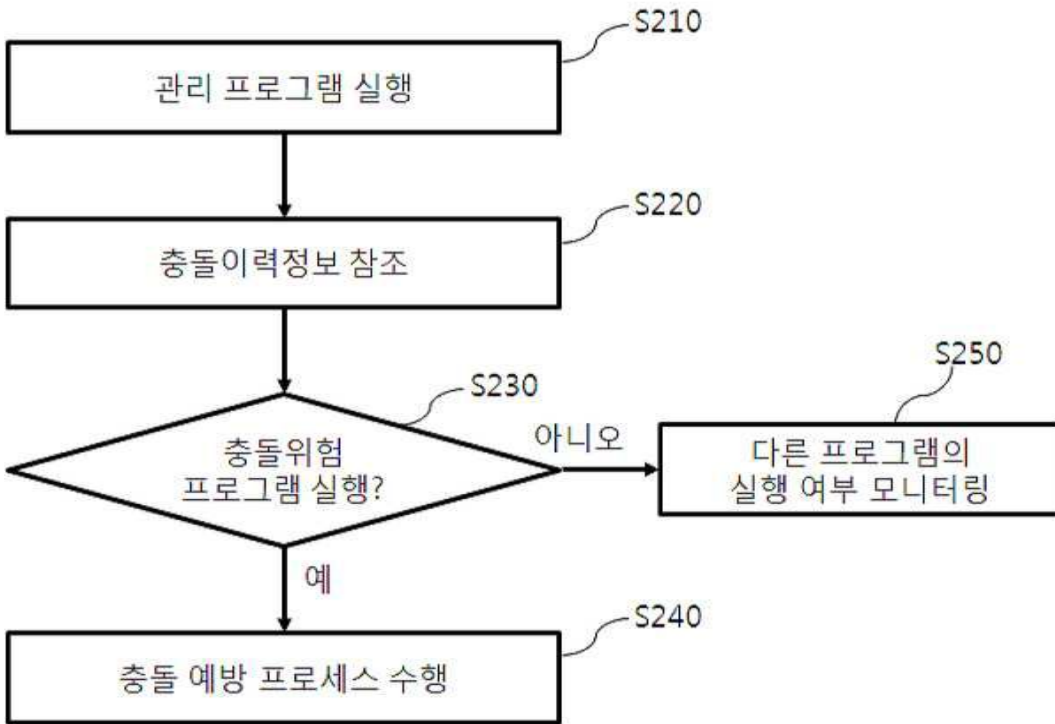 S210
관리 프로그램 실행
S220
충돌이력정보 참조
S230
충돌위험
프로그램 실행?
아니오
S250
다른 프로그램의
실행 여부 모니터링
예
S240
충돌 예방 프로세스 수행